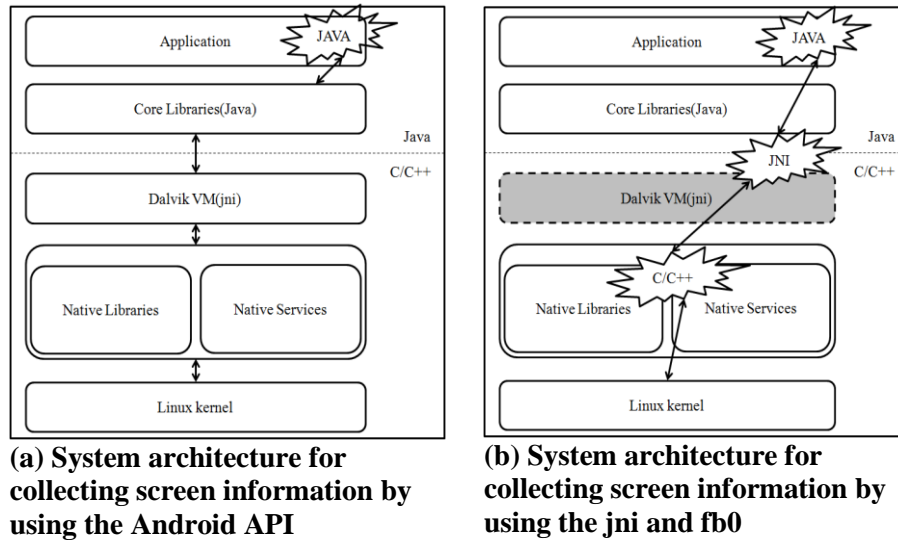 Application
JAVA
Core Libraries(Java)
Java
C/C++
Dalvik VM(jni)
Native Libraries
Native Services
Linux kernel
(a) System architecture for
collecting screen information by
using the Android API
Application
JAVA
Core Libraries(Java)
Java
JNI
C/C++
Dalvik VM(jni)
C/C++
Native Libraries
Native Services
Linux kernel
(b) System architecture for
collecting screen information by
using the jni and fb0